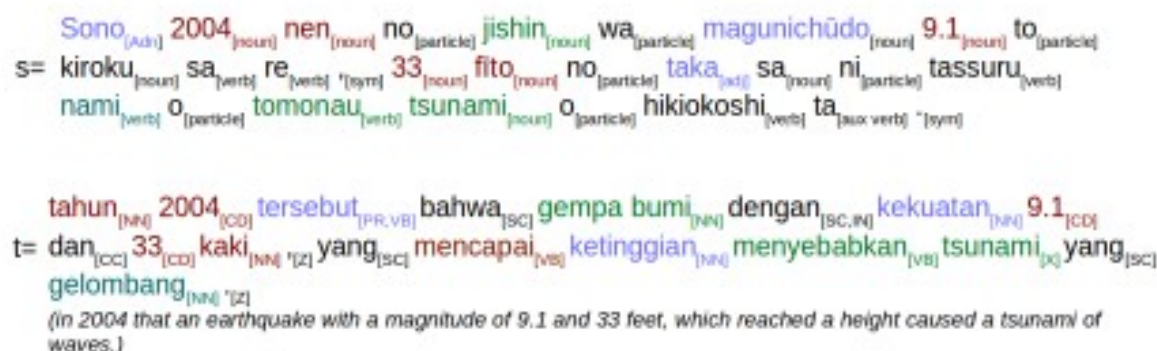 Sono[Adn] 2004[noun] nen[noun] no[particle] jishin[noun] wa[particle] magunichūdo[noun] 9.1[noun] to[particle]
s= kiroku[noun] sa[verb] re[verb] "[sym] 33[noun] fīto[noun] no[particle] taka[adj] sa[noun] ni[particle] tassuru[verb]
nami[verb] o[particle] tomonau[verb] tsunami[noun] o[particle] hikiokoshi[verb] ta[aux verb] "[sym]
tahun[NN] 2004[CD] tersebut[PR,VB] bahwa[SC] gempa bumi[NN] dengan[SC,IN] kekuatan[NN] 9.1[CD]
t= dan[CC] 33[CD] kaki[NN] "[Z] yang[SC] mencapai[VB] ketinggian[NN] menyebabkan[VB] tsunami[X] yang[SC]
gelombang[NN] "[Z]
(in 2004 that an earthquake with a magnitude of 9.1 and 33 feet, which reached a height caused a tsunami of
waves.)